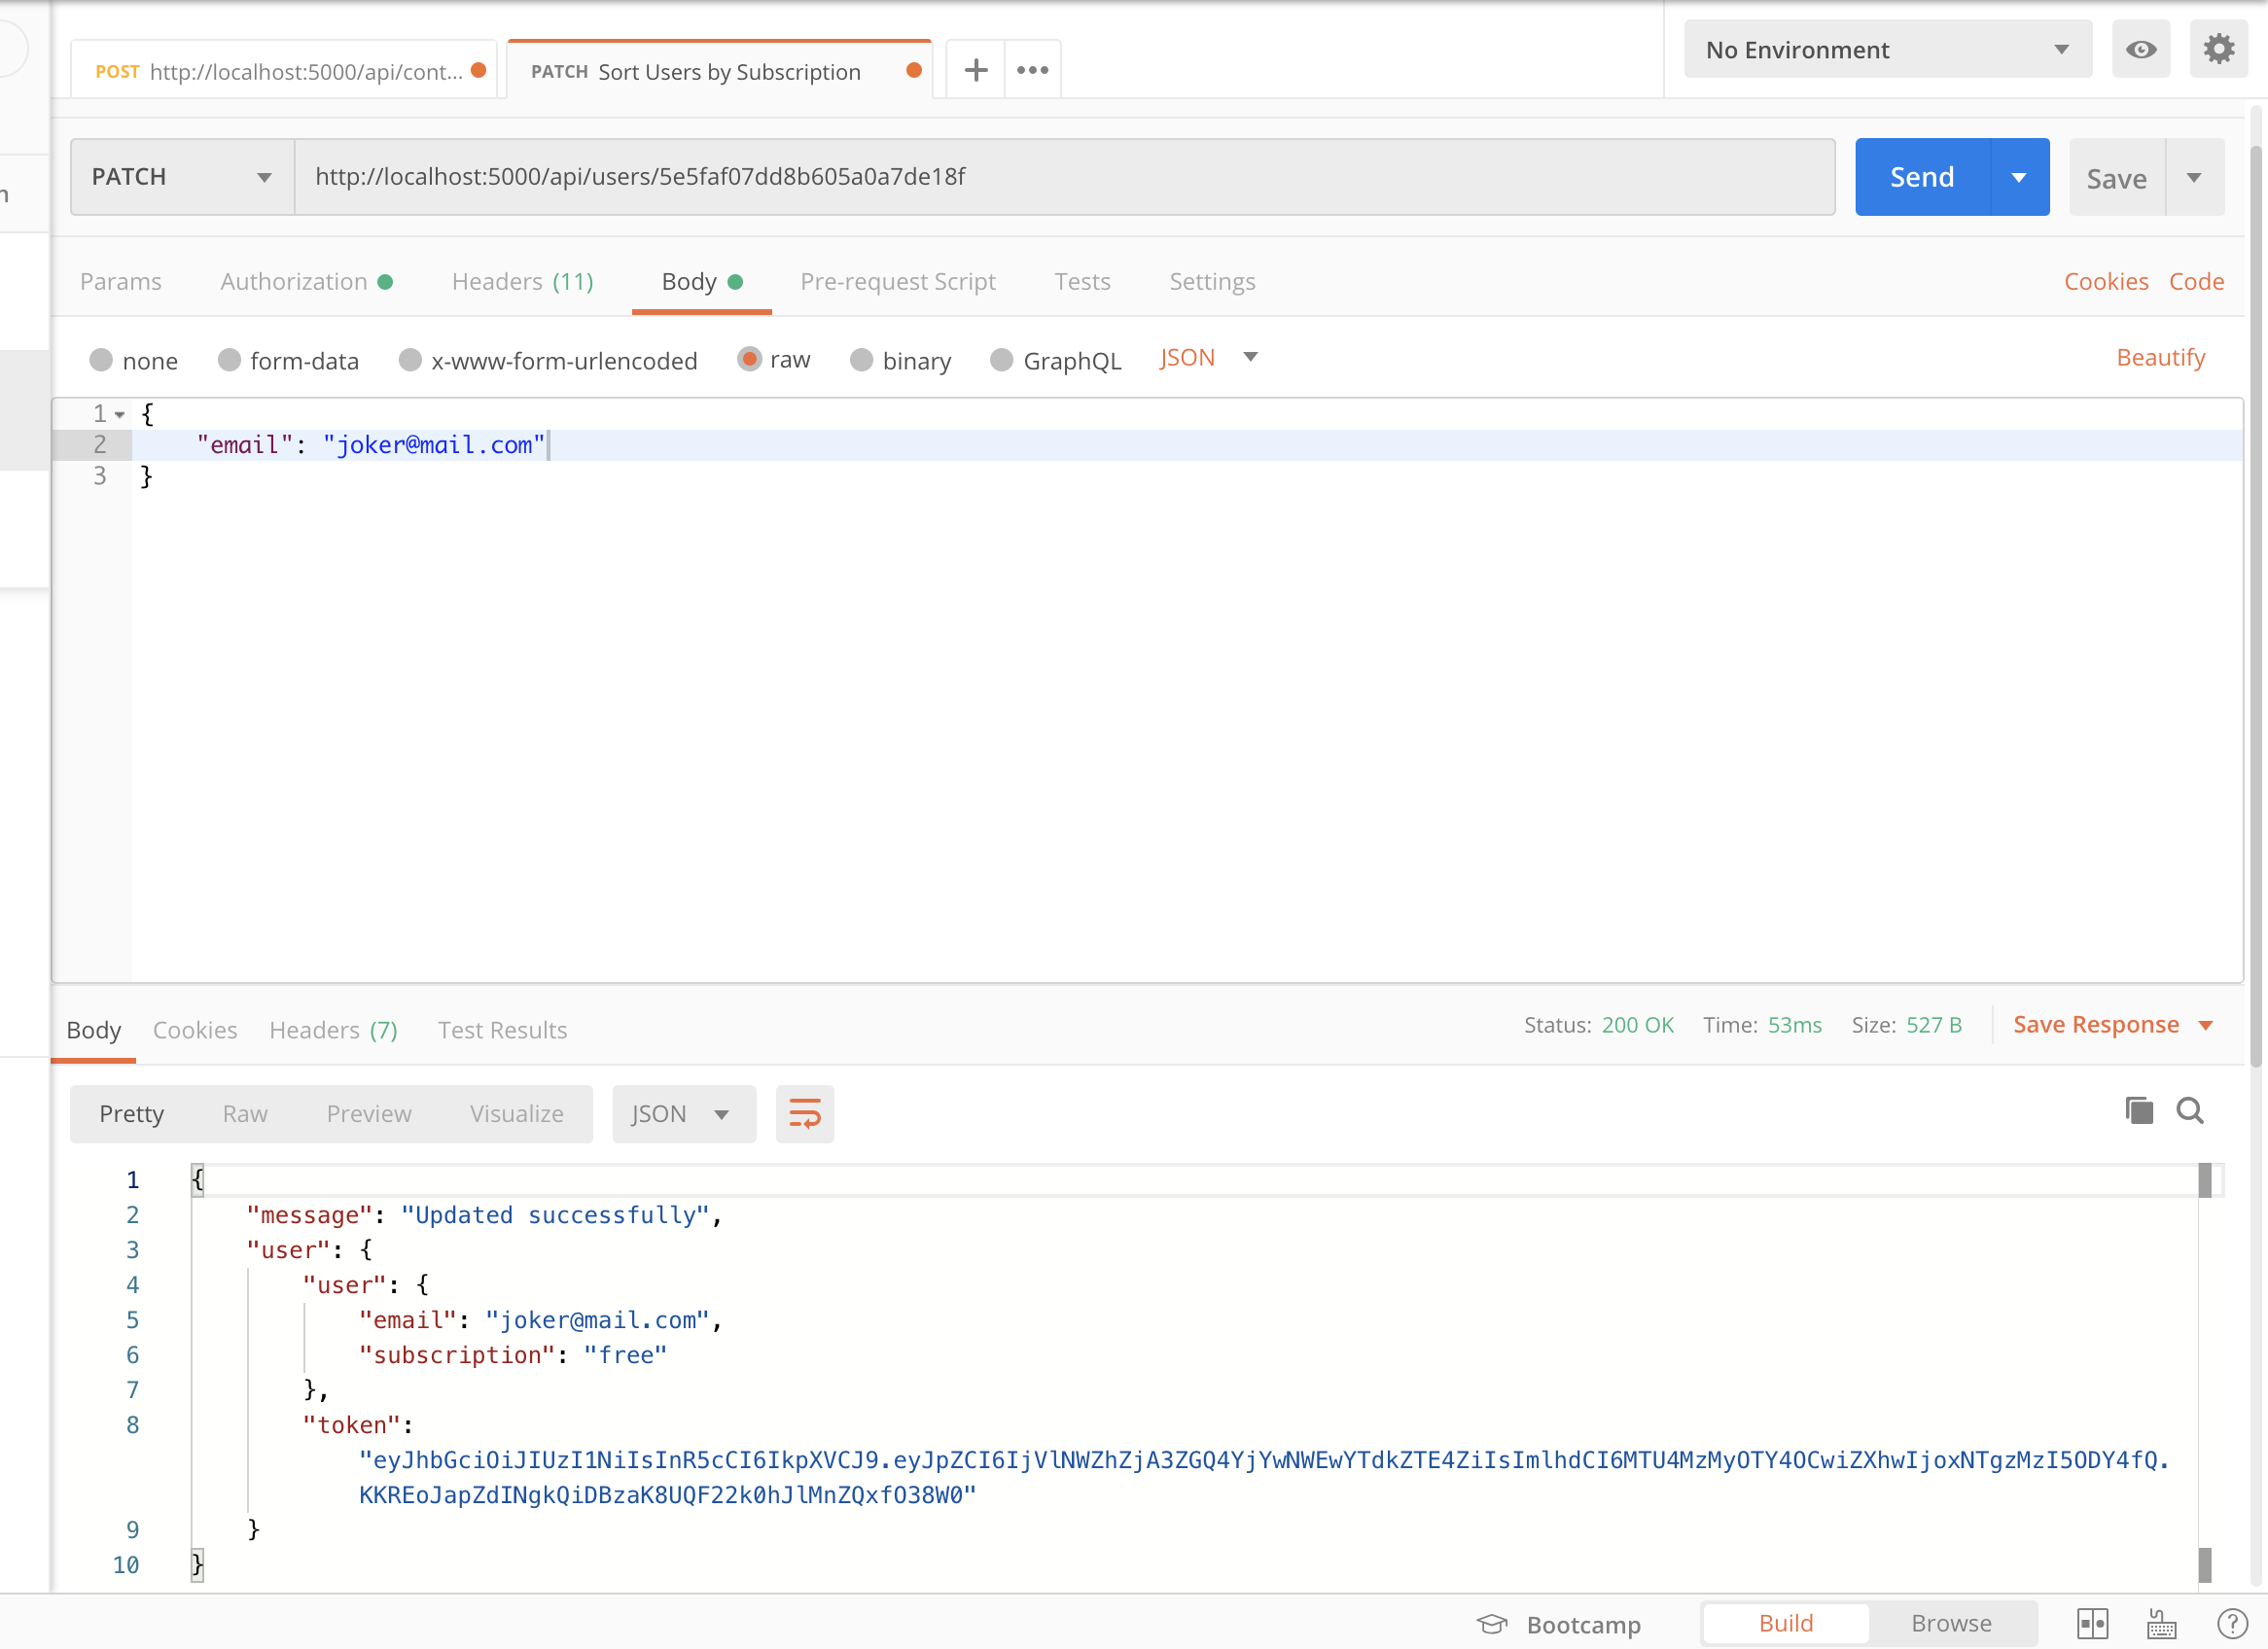 POST http://localhost:5000/api/cont...
PATCH Sort Users by Subscription
No Environment
PATCH
http://localhost:5000/api/users/5e5faf07dd8b605a0a7de18f
Send
Save
Params Authorization Headers (11) Body Pre-request Script Tests Settings
Cookies Code
none form-data x-www-form-urlencoded raw binary GraphQL JSON
Beautify
1 {
2 "email": "joker@mail.com"
3 }
Body Cookies Headers (7) Test Results
Status: 200 OK Time: 53ms Size: 527 B
Save Response
Pretty Raw Preview Visualize JSON
1 {
2 "message": "Updated successfully",
3 "user": {
4 "user": {
5 "email": "joker@mail.com",
6 "subscription": "free"
7 },
8 "token":
"eyJhbGciOiJIUzI1NiIsInR5cCI6IkpXVCJ9.eyJpZCI6IjVlNWZhZjA3ZGQ4YjYwNWEwYTdkZTE4ZiIsImlhdCI6MTU4MzMyOTY4OCwiZXhwIjoxNTgzMzI5ODY4fQ.
KKREoJapZdINgkQiDBzaK8UQF22k0hJlMnZQxfO38W0"
9 }
10 }
Bootcamp
Build Browse